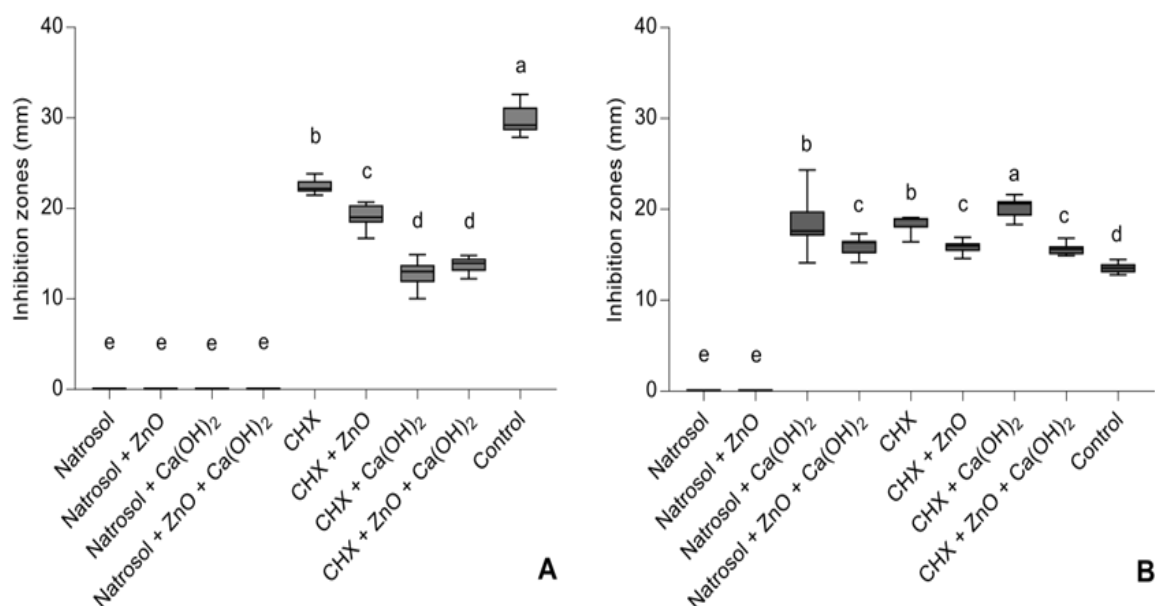 Inhibition zones (mm)
40
30
20
10
0
e
e
e
e
b
c
d
d
a
Natrosol
Natrosol + ZnO
Natrosol + Ca(OH)2
Natrosol + ZnO + Ca(OH)2
CHX
CHX + ZnO
CHX + Ca(OH)2
CHX + ZnO + Ca(OH)2
Control
A
Inhibition zones (mm)
40
30
20
10
0
e
e
b
c
b
c
a
c
d
Natrosol
Natrosol + ZnO
Natrosol + Ca(OH)2
Natrosol + ZnO + Ca(OH)2
CHX
CHX + ZnO
CHX + Ca(OH)2
CHX + ZnO + Ca(OH)2
Control
B